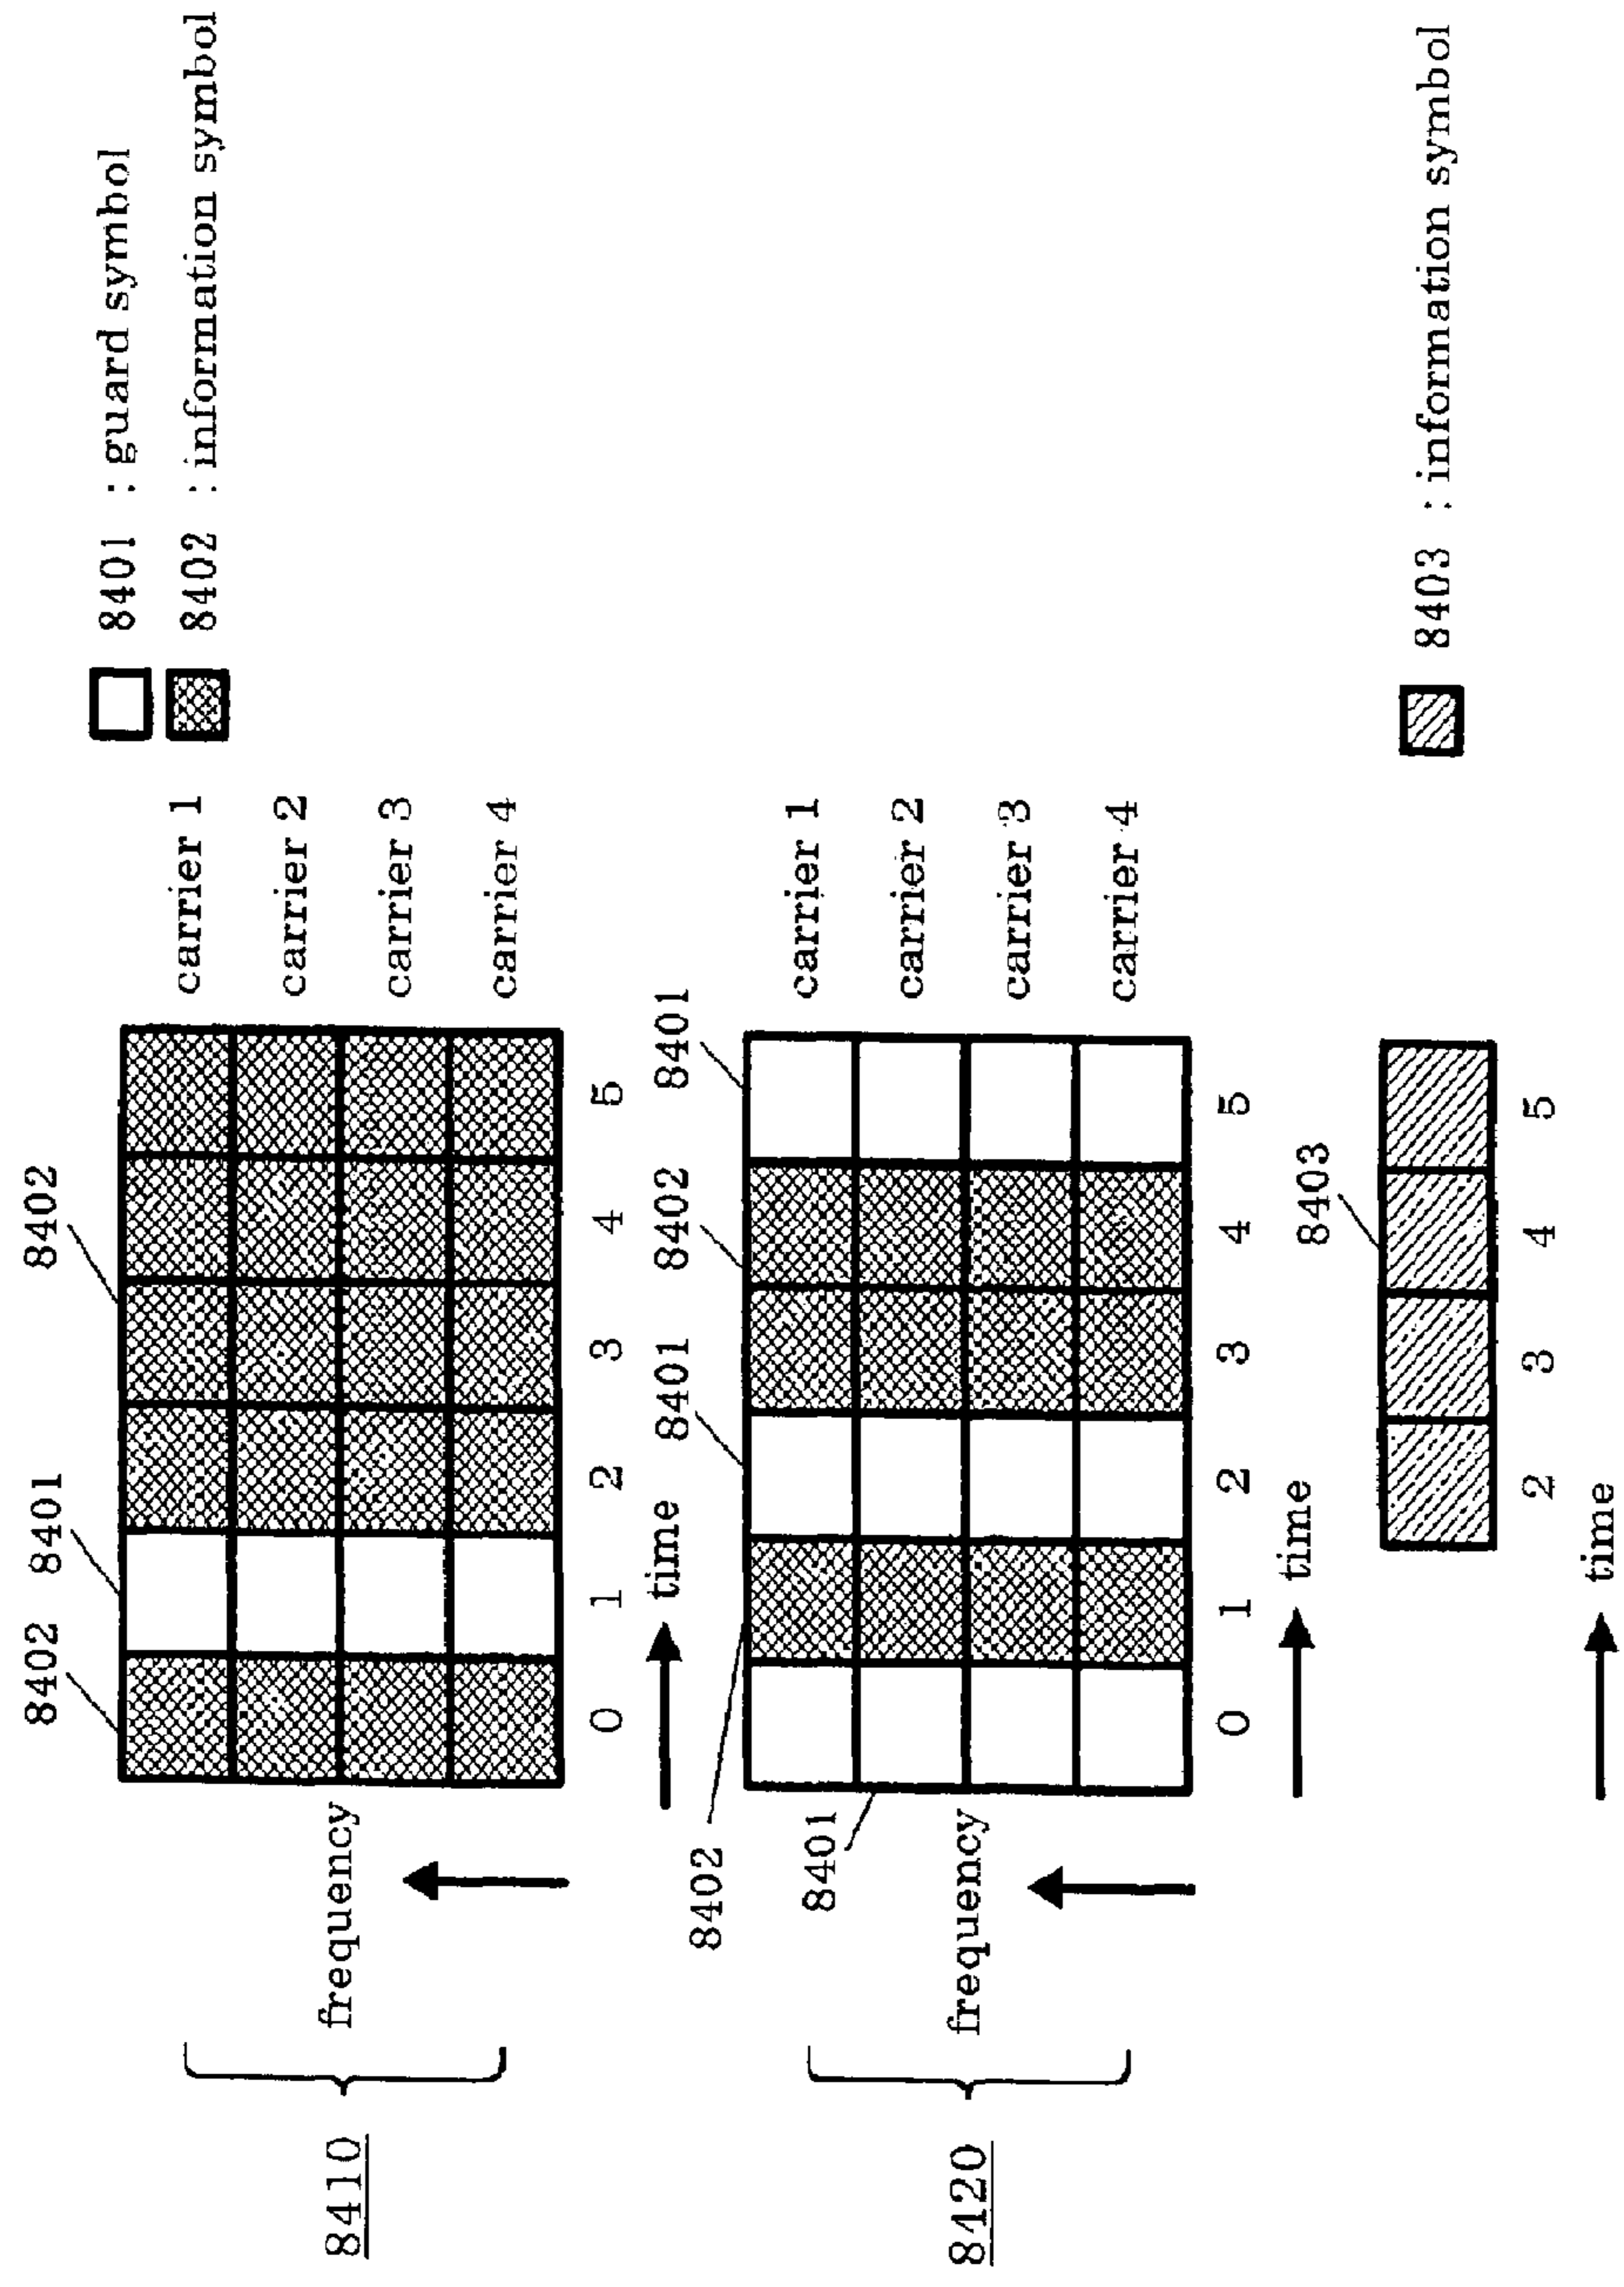 8401 : guard symbol
8402 : information symbol
8402 8401 8402
carrier 1
carrier 2
carrier 3
carrier 4
8410 frequency
0 1 2 3 4 5
time
8402 8401 8402 8401
8401
carrier 1
carrier 2
carrier 3
carrier 4
8420 frequency
0 1 2 3 4 5
time
8403
8403 : information symbol
2 3 4 5
time